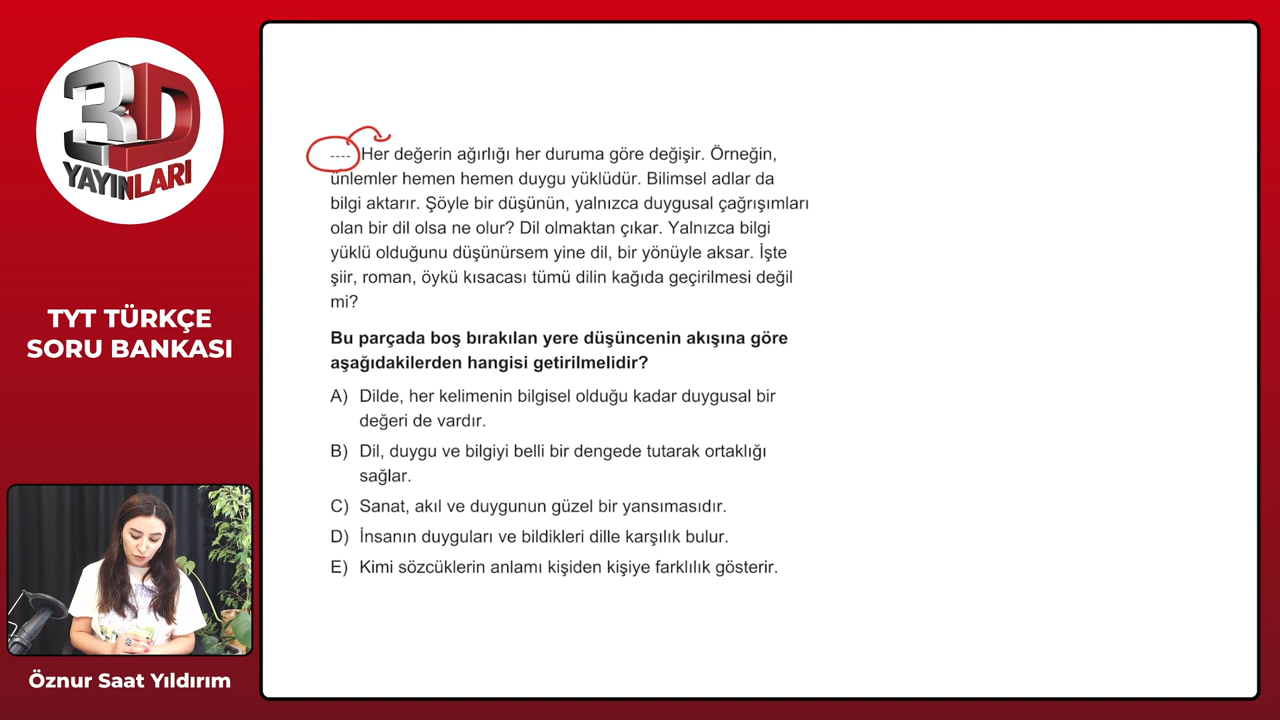 3D
YAYINLARI
TYT TÜRKÇE
SORU BANKASI
Öznur Saat Yıldırım
---- Her değerin ağırlığı her duruma göre değişir. Örneğin,
ünlemler hemen hemen duygu yüklüdür. Bilimsel adlar da
bilgi aktarır. Şöyle bir düşünün, yalnızca duygusal çağrışımları
olan bir dil olsa ne olur? Dil olmaktan çıkar. Yalnızca bilgi
yüklü olduğunu düşünürsem yine dil, bir yönüyle aksar. İşte
şiir, roman, öykü kısacası tümü dilin kağıda geçirilmesi değil
mi?
Bu parçada boş bırakılan yere düşüncenin akışına göre
aşağıdakilerden hangisi getirilmelidir?
A) Dilde, her kelimenin bilgisel olduğu kadar duygusal bir
değeri de vardır.
B) Dil, duygu ve bilgiyi belli bir dengede tutarak ortaklığı
sağlar.
C) Sanat, akıl ve duygunun güzel bir yansımasıdır.
D) İnsanın duyguları ve bildikleri dille karşılık bulur.
E) Kimi sözcüklerin anlamı kişiden kişiye farklılık gösterir.